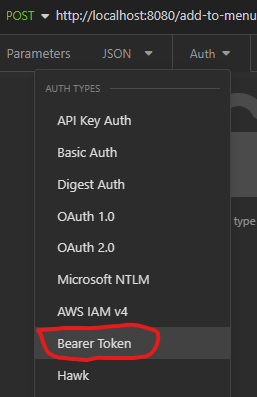 POST http://localhost:8080/add-to-menu
Parameters JSON Auth
AUTH TYPES
API Key Auth
Basic Auth
Digest Auth
OAuth 1.0
OAuth 2.0
type
Microsoft NTLM
AWS IAM v4
Bearer Token
Hawk